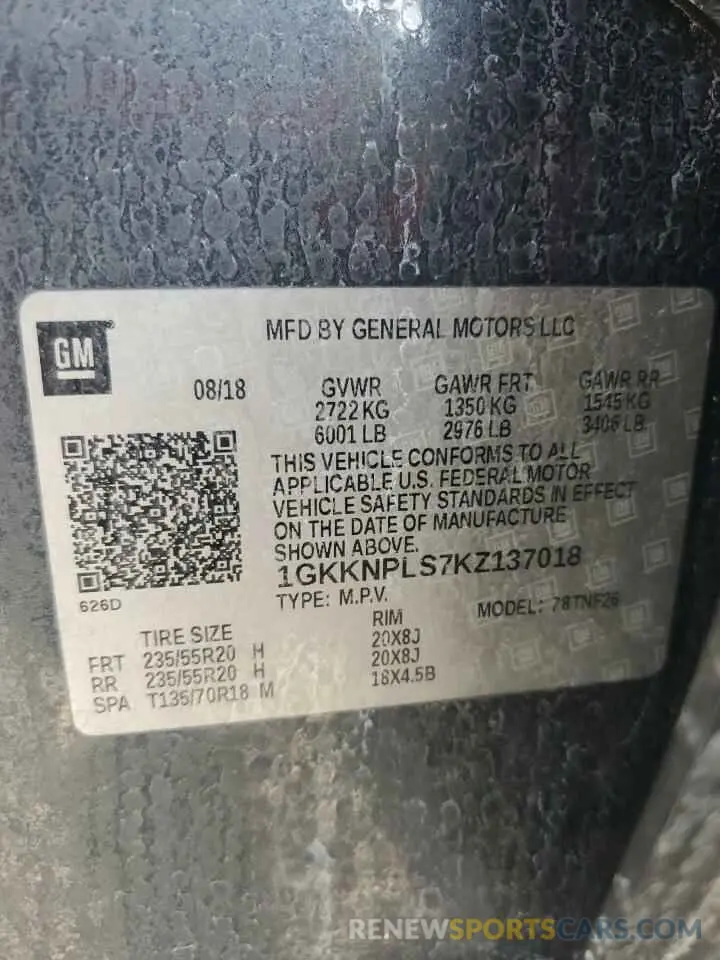 GM
MFD BY GENERAL MOTORS LLC
08/18 GVWR GAWR FRT GAWR RR
2722 KG 1350 KG 1545 KG
6001 LB 2976 LB 3406 LB
THIS VEHICLE CONFORMS TO ALL
APPLICABLE U.S. FEDERAL MOTOR
VEHICLE SAFETY STANDARDS IN EFFECT
ON THE DATE OF MANUFACTURE
SHOWN ABOVE.
1GKKNPLS7KZ137018
626D
TYPE: M.P.V. MODEL: 78TNF26
TIRE SIZE RIM
FRT 235/55R20 H 20X8J
RR 235/55R20 H 20X8J
SPA T135/70R18 M 18X4.5B
RENEWSPORTSCARS.COM